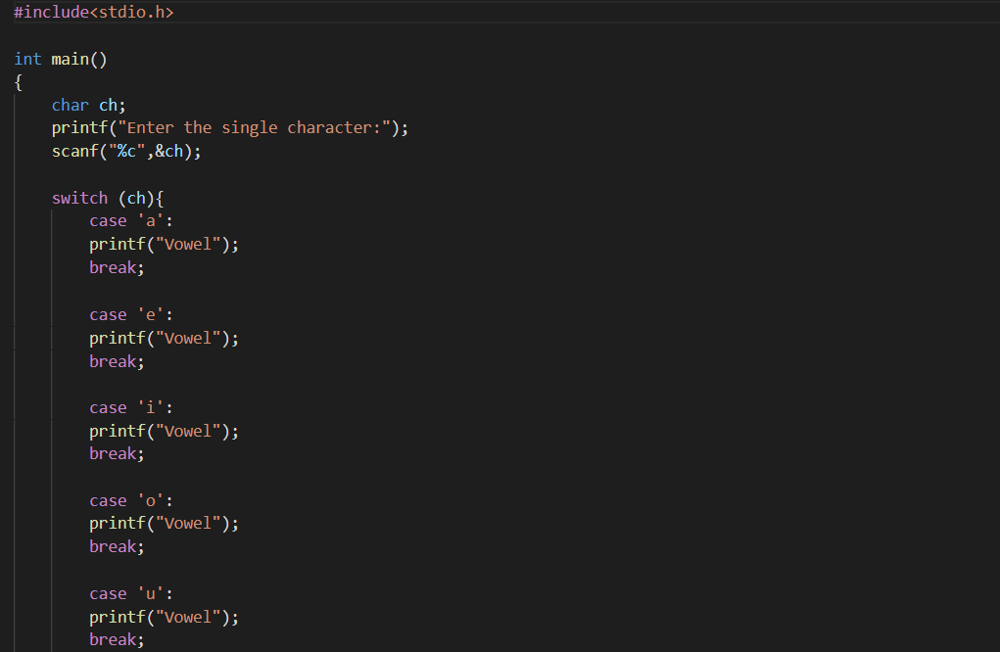 #include<stdio.h>
int main()
{
char ch;
printf("Enter the single character:");
scanf("%c",&ch);
switch (ch){
case 'a':
printf("Vowel");
break;
case 'e':
printf("Vowel");
break;
case 'i':
printf("Vowel");
break;
case 'o':
printf("Vowel");
break;
case 'u':
printf("Vowel");
break;